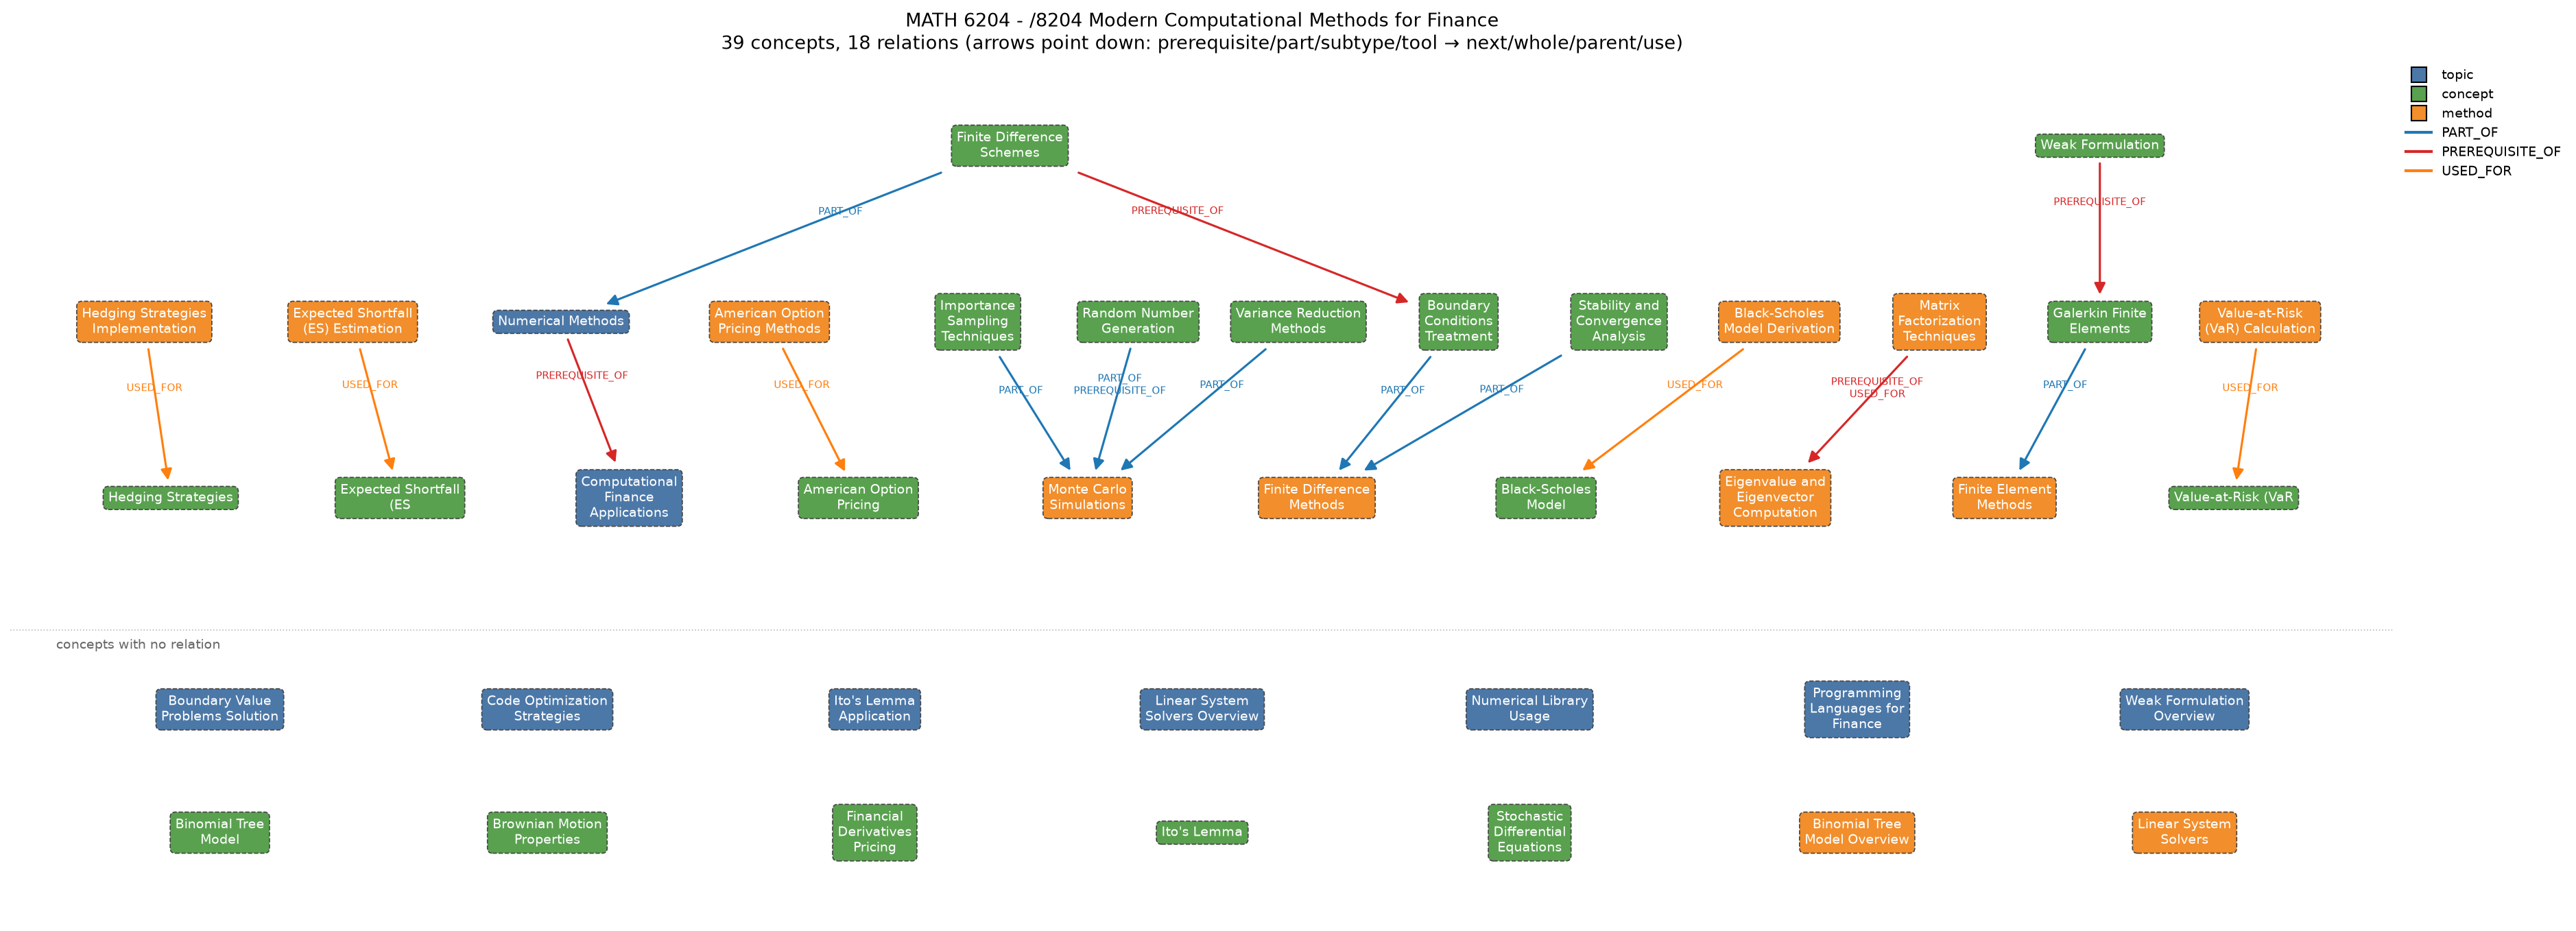 MATH 6204 - /8204 Modern Computational Methods for Finance
39 concepts, 18 relations (arrows point down: prerequisite/part/subtype/tool → next/whole/parent/use)
topic
concept
method
PART_OF
PREREQUISITE_OF
USED_FOR
Finite Difference
Schemes
Weak Formulation
PART_OF
PREREQUISITE_OF
PREREQUISITE_OF
Hedging Strategies
Implementation
Expected Shortfall
(ES) Estimation
Numerical Methods
American Option
Pricing Methods
Importance
Sampling
Techniques
Random Number
Generation
Variance Reduction
Methods
Boundary
Conditions
Treatment
Stability and
Convergence
Analysis
Black-Scholes
Model Derivation
Matrix
Factorization
Techniques
Galerkin Finite
Elements
Value-at-Risk
(VaR) Calculation
USED_FOR
USED_FOR
PREREQUISITE_OF
USED_FOR
PART_OF
PART_OF
PREREQUISITE_OF
PART_OF
PART_OF
PART_OF
USED_FOR
PREREQUISITE_OF
USED_FOR
PART_OF
USED_FOR
Hedging Strategies
Expected Shortfall
(ES
Computational
Finance
Applications
American Option
Pricing
Monte Carlo
Simulations
Finite Difference
Methods
Black-Scholes
Model
Eigenvalue and
Eigenvector
Computation
Finite Element
Methods
Value-at-Risk (VaR
concepts with no relation
Boundary Value
Problems Solution
Code Optimization
Strategies
Ito's Lemma
Application
Linear System
Solvers Overview
Numerical Library
Usage
Programming
Languages for
Finance
Weak Formulation
Overview
Binomial Tree
Model
Brownian Motion
Properties
Financial
Derivatives
Pricing
Ito's Lemma
Stochastic
Differential
Equations
Binomial Tree
Model Overview
Linear System
Solvers